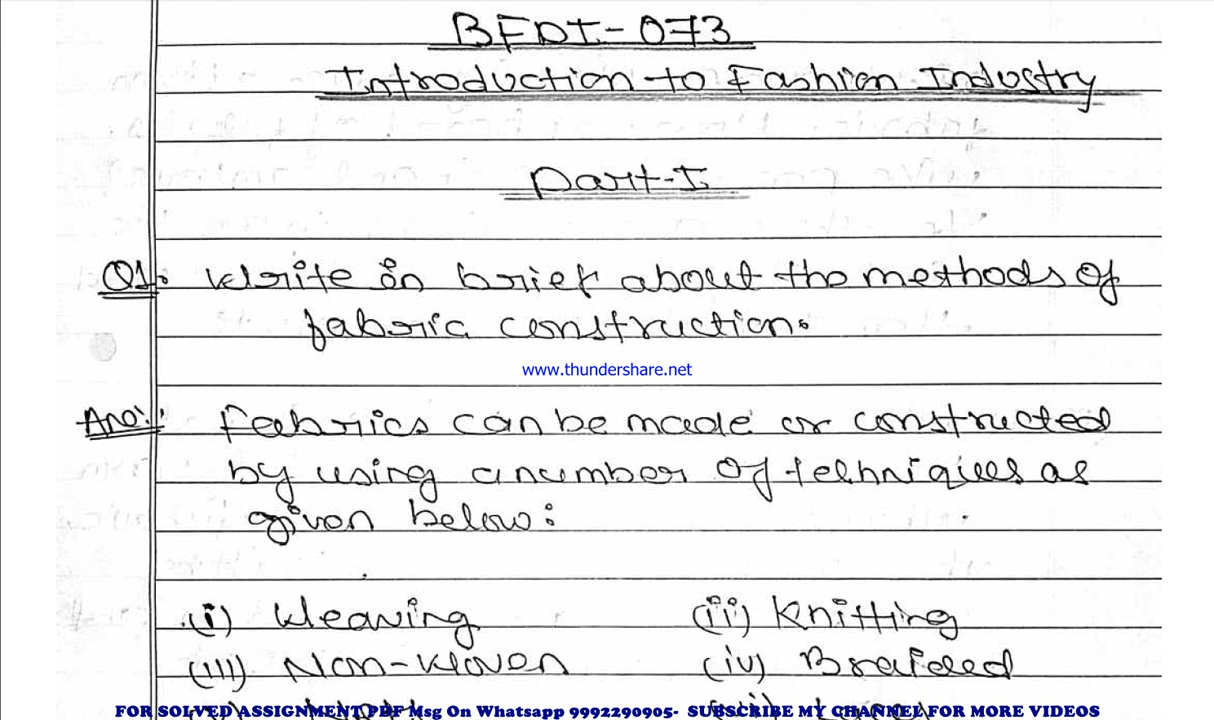 BFDI-073
Introduction to Fashion Industry
Part-I
Q1: Write in brief about the methods of
fabric construction.
www.thundershare.net
Ans: Fabrics can be made or constructed
by using a number of tehniques as
given below:
(i) Weaving (ii) Knitting
(iii) Non-woven (iv) Braided
FOR SOLVED ASSIGNMENT PDF Msg On Whatsapp 9992290905- SUBSCRIBE MY CHANNEL FOR MORE VIDEOS